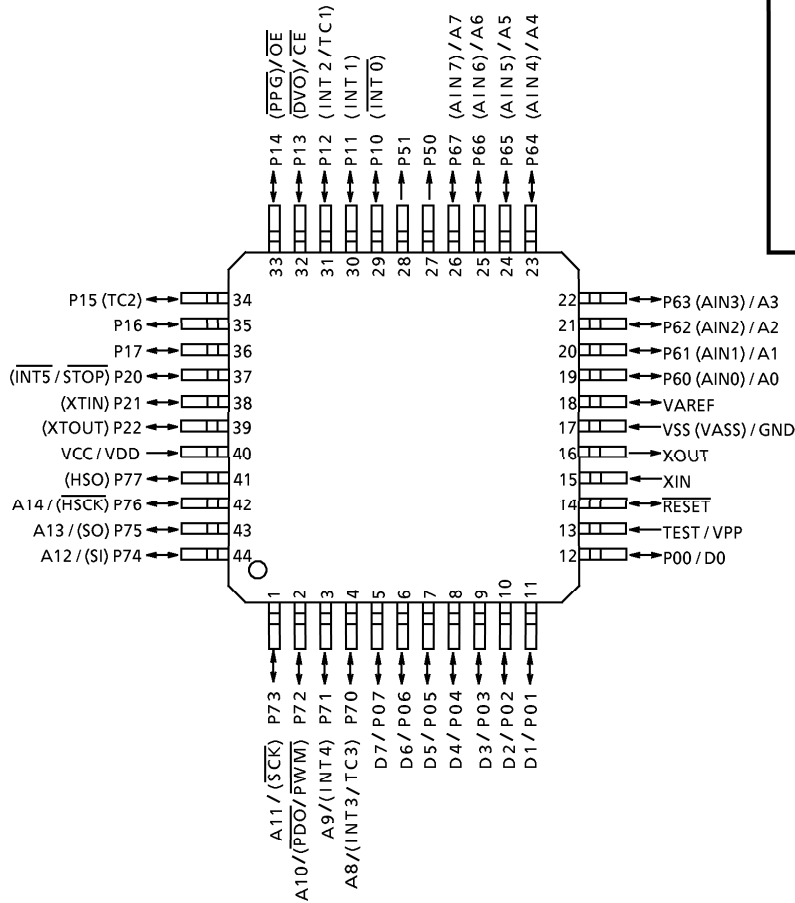 P14 (PPG)/OE
P13 (DVO)/CE
P12 (INT2/TC1)
P11 (INT1)
P10 (INT0)
P51
P50
P67 (AIN7)/A7
P66 (AIN6)/A6
P65 (AIN5)/A5
P64 (AIN4)/A4
33 32 31 30 29 28 27 26 25 24 23
P15 (TC2) 34
P16 35
P17 36
(INT5/STOP) P20 37
(XTIN) P21 38
(XTOUT) P22 39
VCC/VDD 40
(HSO) P77 41
A14/(HSCK) P76 42
A13/(SO) P75 43
A12/(SI) P74 44
22 P63 (AIN3)/A3
21 P62 (AIN2)/A2
20 P61 (AIN1)/A1
19 P60 (AIN0)/A0
18 VAREF
17 VSS (VASS)/GND
16 XOUT
15 XIN
14 RESET
13 TEST/VPP
12 P00/D0
1 2 3 4 5 6 7 8 9 10 11
A11/(SCK) P73
A10/(PDO/PWM) P72
A9/(INT4) P71
A8/(INT3/TC3) P70
D7/P07
D6/P06
D5/P05
D4/P04
D3/P03
D2/P02
D1/P01